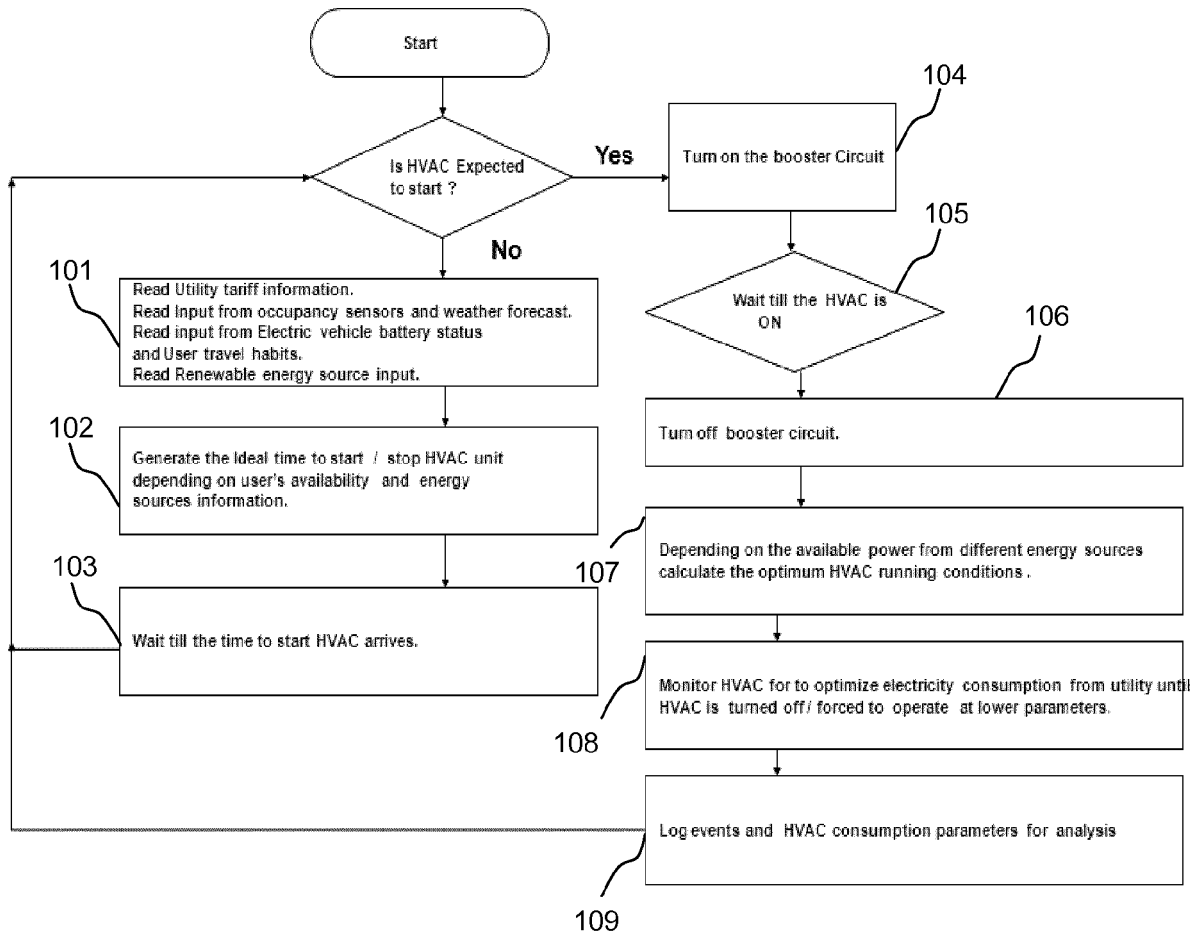 Start
Is HVAC Expected
to start ?
Yes
No
104
Turn on the booster Circuit
105
Wait till the HVAC is
ON
106
Turn off booster circuit.
101
Read Utility tariff information.
Read Input from occupancy sensors and weather forecast.
Read input from Electric vehicle battery status
and User travel habits.
Read Renewable energy source input.
102
Generate the Ideal time to start / stop HVAC unit
depending on user's availability and energy
sources information.
103
Wait till the time to start HVAC arrives.
107
Depending on the available power from different energy sources
calculate the optimum HVAC running conditions .
108
Monitor HVAC for to optimize electricity consumption from utility until
HVAC is turned off / forced to operate at lower parameters.
Log events and HVAC consumption parameters for analysis
109